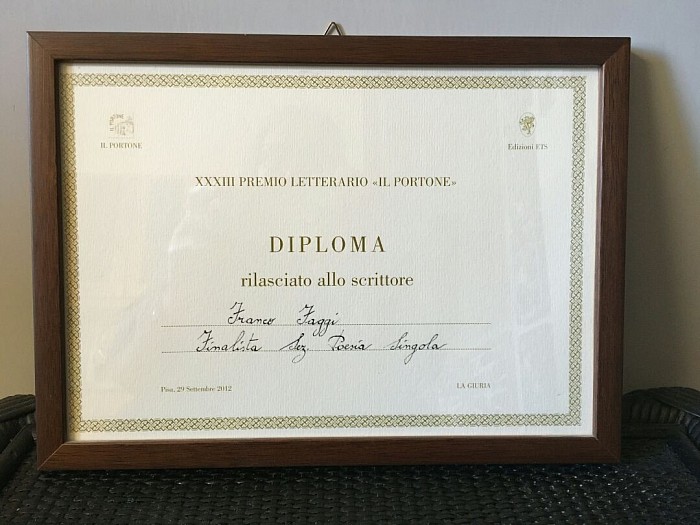 IL PORTONE
Edizioni ETS
XXXIII PREMIO LETTERARIO «IL PORTONE»
DIPLOMA
rilasciato allo scrittore
Franco Faggi
Finalista Sez. Poesia Singola
Pisa, 29 Settembre 2012
LA GIURIA